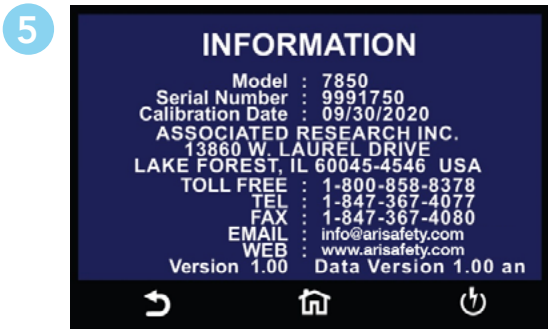 5
INFORMATION
Model : 7850
Serial Number : 9991750
Calibration Date : 09/30/2020
ASSOCIATED RESEARCH INC.
13860 W. LAUREL DRIVE
LAKE FOREST, IL 60045-4546 USA
TOLL FREE : 1-800-858-8378
TEL : 1-847-367-4077
FAX : 1-847-367-4080
EMAIL : info@arisafety.com
WEB : www.arisafety.com
Version 1.00 Data Version 1.00 an